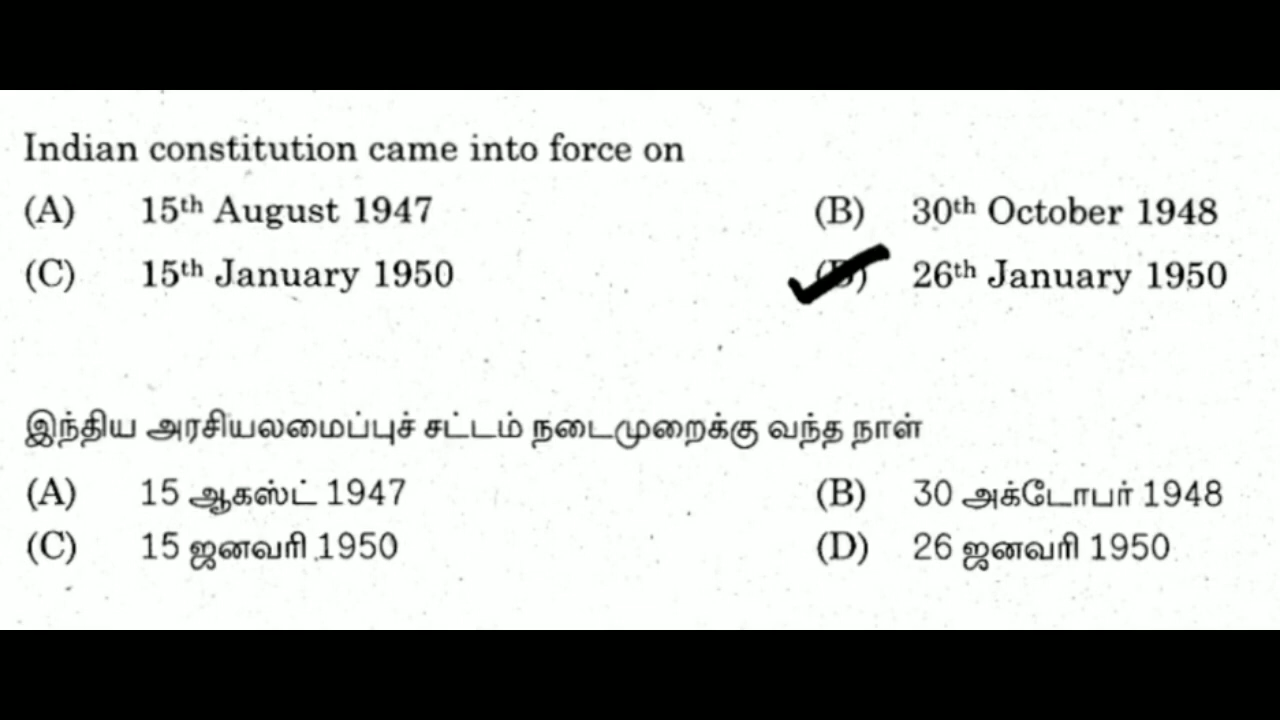 Indian constitution came into force on
(A) 15th August 1947 (B) 30th October 1948
(C) 15th January 1950 (D) 26th January 1950
இந்திய அரசியலமைப்புச் சட்டம் நடைமுறைக்கு வந்த நாள்
(A) 15 ஆகஸ்ட் 1947 (B) 30 அக்டோபர் 1948
(C) 15 ஜனவரி 1950 (D) 26 ஜனவரி 1950